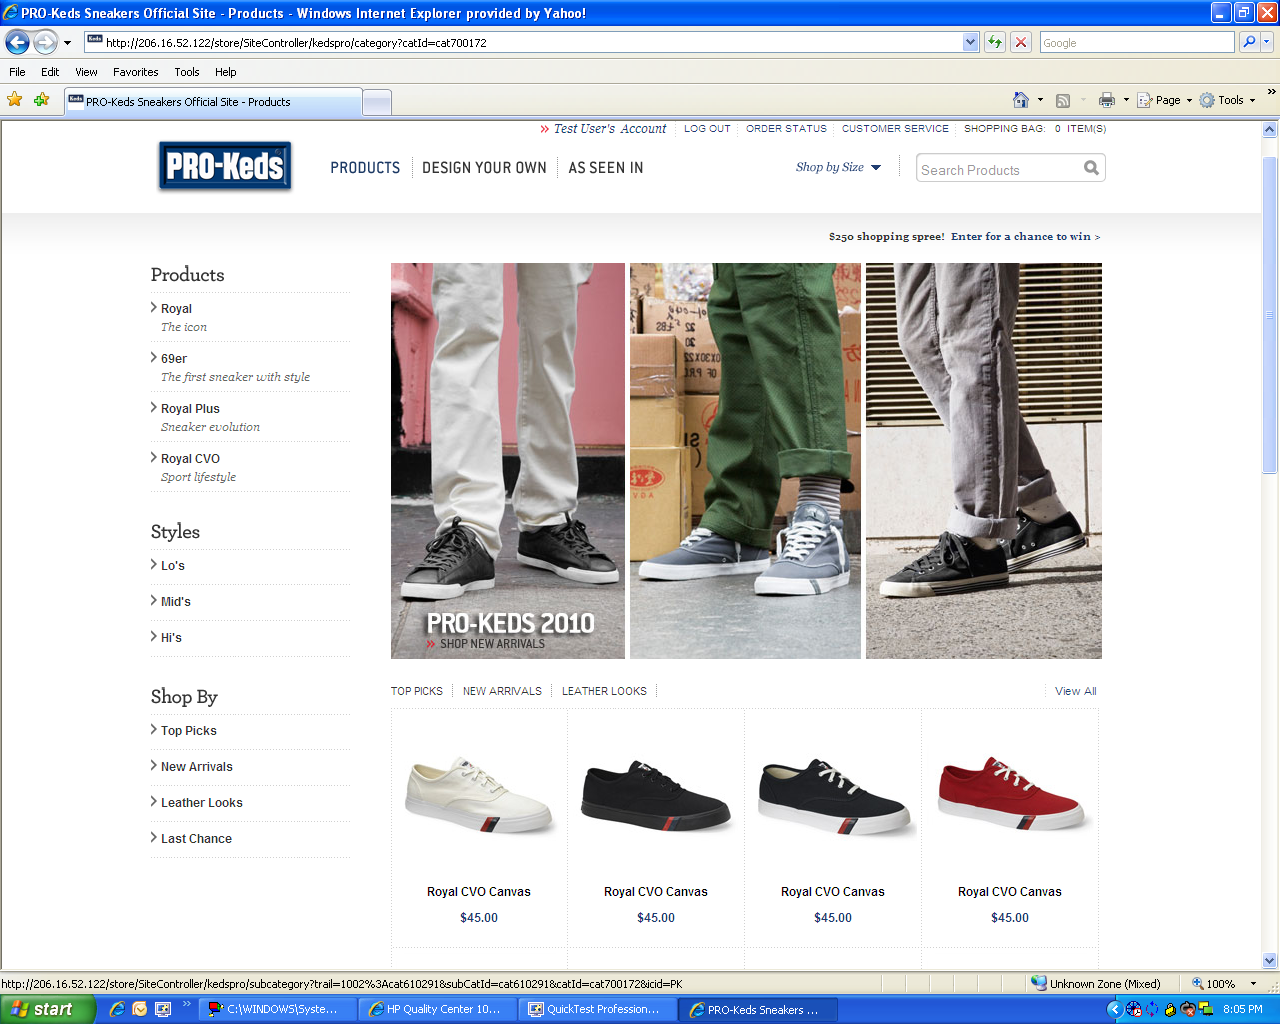 PRO-Keds Sneakers Official Site - Products - Windows Internet Explorer provided by Yahoo!
http://206.16.52.122/store/SiteController/kedspro/category?catId=cat700172
Google
File Edit View Favorites Tools Help
Keds PRO-Keds Sneakers Official Site - Products
Page Tools
Test User's Account LOG OUT ORDER STATUS CUSTOMER SERVICE SHOPPING BAG: 0 ITEM(S)
PRO-Keds PRODUCTS DESIGN YOUR OWN AS SEEN IN Shop by Size Search Products
$250 shopping spree! Enter for a chance to win >
Products
Royal
The icon
69er
The first sneaker with style
Royal Plus
Sneaker evolution
Royal CVO
Sport lifestyle
Styles
Lo's
Mid's
Hi's
Shop By
Top Picks
New Arrivals
Leather Looks
Last Chance
PRO-KEDS 2010
SHOP NEW ARRIVALS
TOP PICKS NEW ARRIVALS LEATHER LOOKS View All
Royal CVO Canvas Royal CVO Canvas Royal CVO Canvas Royal CVO Canvas
$45.00 $45.00 $45.00 $45.00
http://206.16.52.122/store/SiteController/kedspro/subcategory?trail=1002%3Acat610291&subCatId=cat610291&catId=cat700172&icid=PK Unknown Zone (Mixed) 100%
start C:\WINDOWS\Syste... HP Quality Center 10... QuickTest Profession... PRO-Keds Sneakers ... 8:05 PM